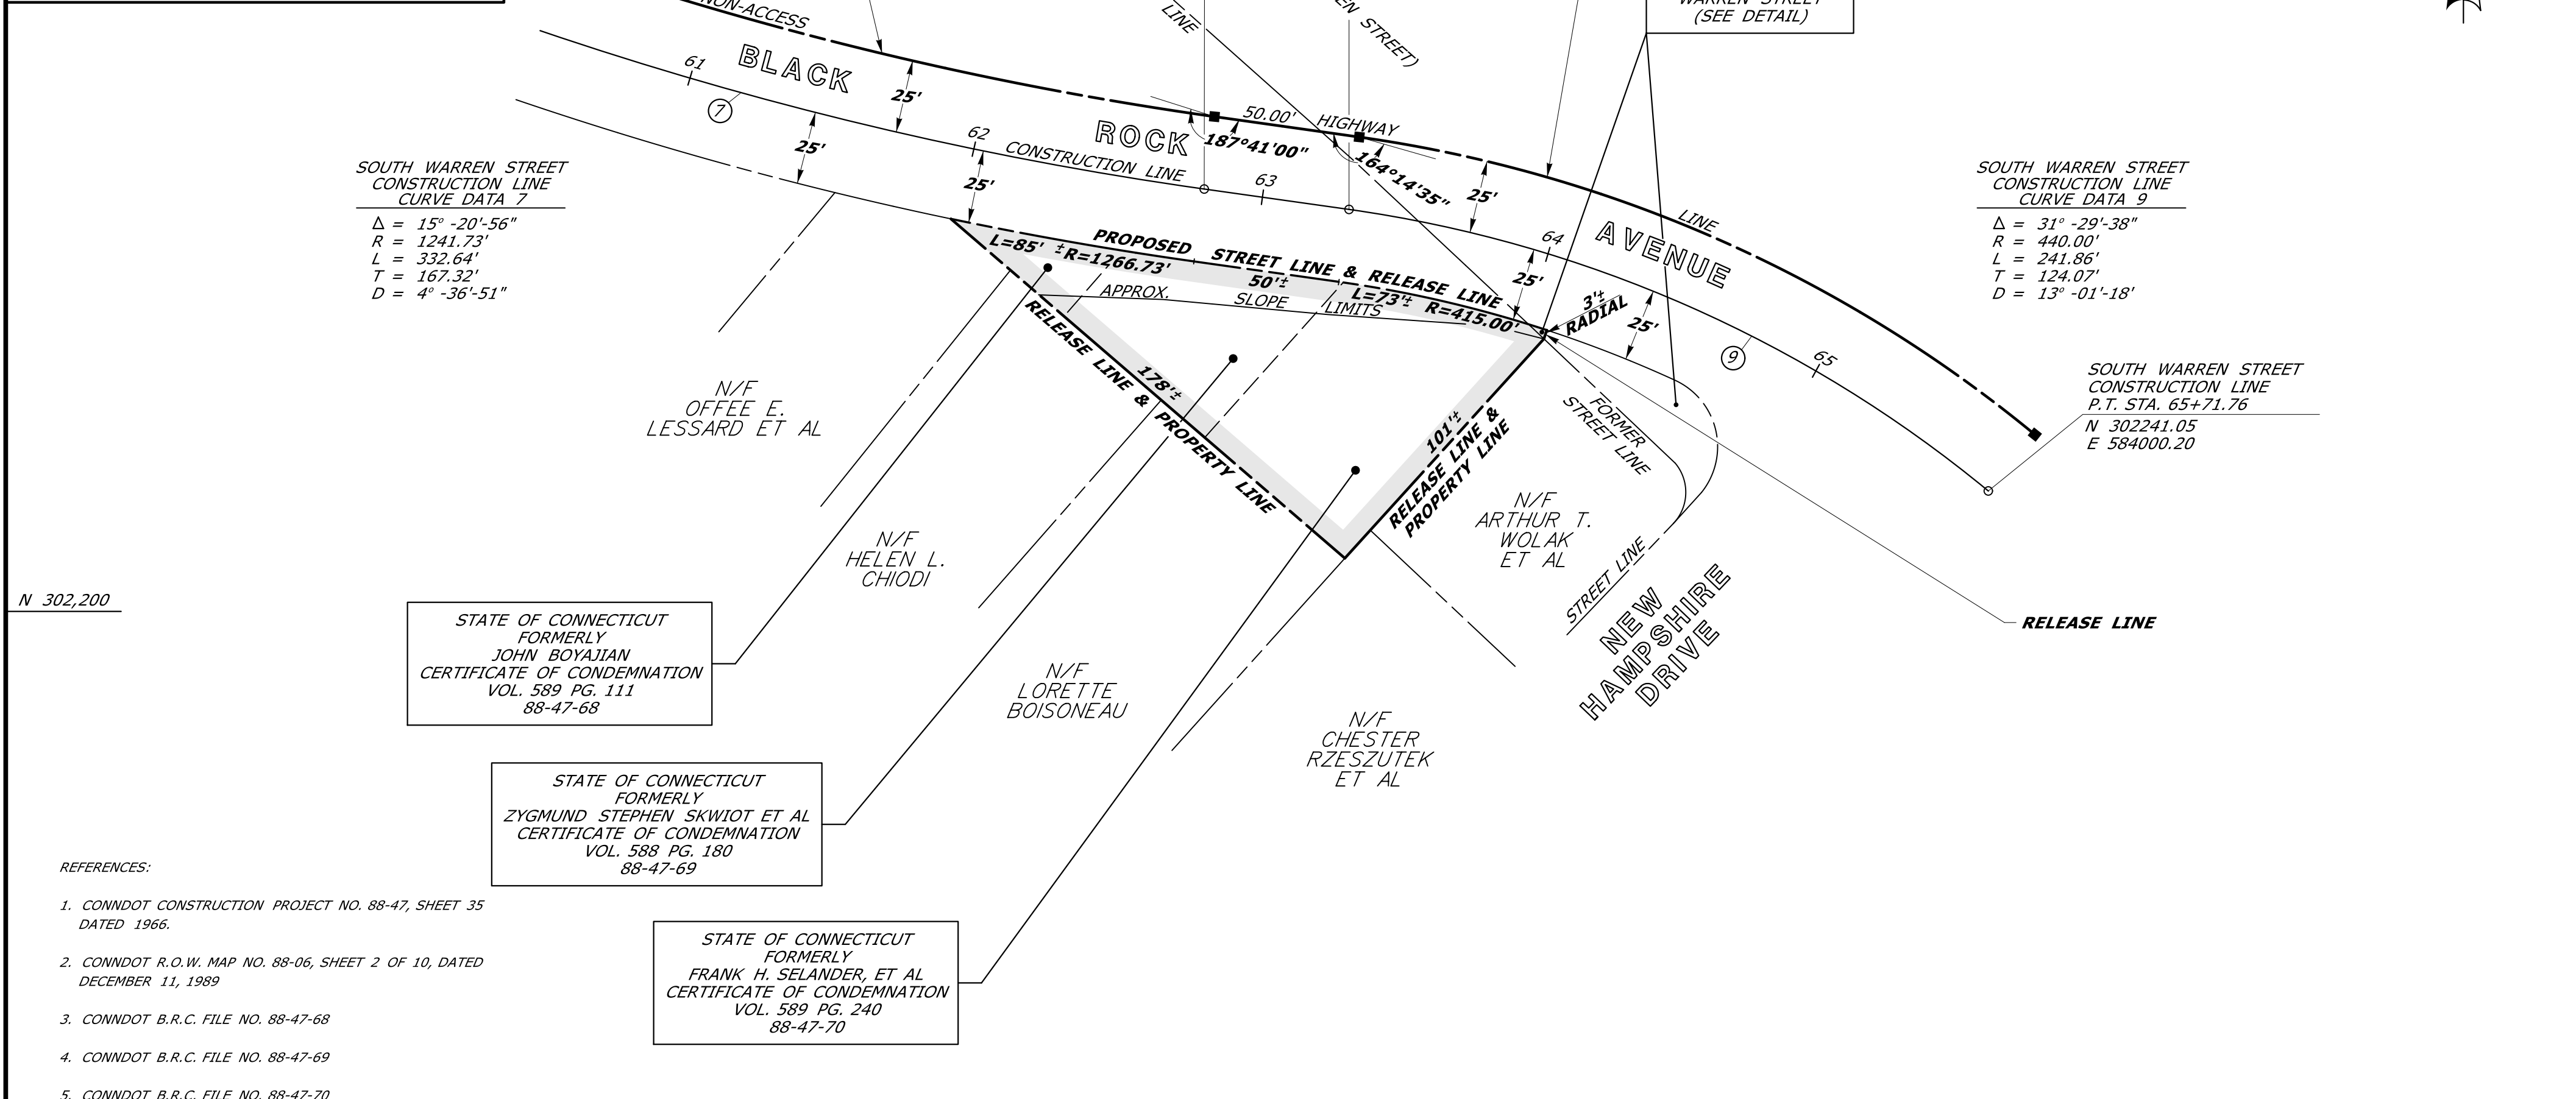 NON-ACCESS
LINE
EN STREET)
WARREN STREET
(SEE DETAIL)
61
BLACK
7
25'
25'
62
25'
ROCK
CONSTRUCTION LINE
50.00'
HIGHWAY
187°41'00"
164°14'35"
63
25'
64
AVENUE
LINE
25'
25'
65
9
SOUTH WARREN STREET
CONSTRUCTION LINE
CURVE DATA 7
Δ = 15° -20'-56"
R = 1241.73'
L = 332.64'
T = 167.32'
D = 4° -36'-51"
SOUTH WARREN STREET
CONSTRUCTION LINE
CURVE DATA 9
Δ = 31° -29'-38"
R = 440.00'
L = 241.86'
T = 124.07'
D = 13° -01'-18'
PROPOSED STREET LINE & RELEASE LINE
L=85' ± R=1266.73'
50'±
L=73'± R=415.00'
APPROX. SLOPE LIMITS
3'±
RADIAL
RELEASE LINE & PROPERTY LINE
178'±
101'±
RELEASE LINE &
PROPERTY LINE
FORMER
STREET LINE
STREET LINE
SOUTH WARREN STREET
CONSTRUCTION LINE
P.T. STA. 65+71.76
N 302241.05
E 584000.20
N/F
OFFEE E.
LESSARD ET AL
N/F
HELEN L.
CHIODI
N/F
LORETTE
BOISONEAU
N/F
CHESTER
RZESZUTEK
ET AL
N/F
ARTHUR T.
WOLAK
ET AL
NEW
HAMPSHIRE
DRIVE
RELEASE LINE
N 302,200
STATE OF CONNECTICUT
FORMERLY
JOHN BOYAJIAN
CERTIFICATE OF CONDEMNATION
VOL. 589 PG. 111
88-47-68
STATE OF CONNECTICUT
FORMERLY
ZYGMUND STEPHEN SKWIOT ET AL
CERTIFICATE OF CONDEMNATION
VOL. 588 PG. 180
88-47-69
STATE OF CONNECTICUT
FORMERLY
FRANK H. SELANDER, ET AL
CERTIFICATE OF CONDEMNATION
VOL. 589 PG. 240
88-47-70
REFERENCES:
1. CONNDOT CONSTRUCTION PROJECT NO. 88-47, SHEET 35
DATED 1966.
2. CONNDOT R.O.W. MAP NO. 88-06, SHEET 2 OF 10, DATED
DECEMBER 11, 1989
3. CONNDOT B.R.C. FILE NO. 88-47-68
4. CONNDOT B.R.C. FILE NO. 88-47-69
5. CONNDOT B.R.C. FILE NO. 88-47-70